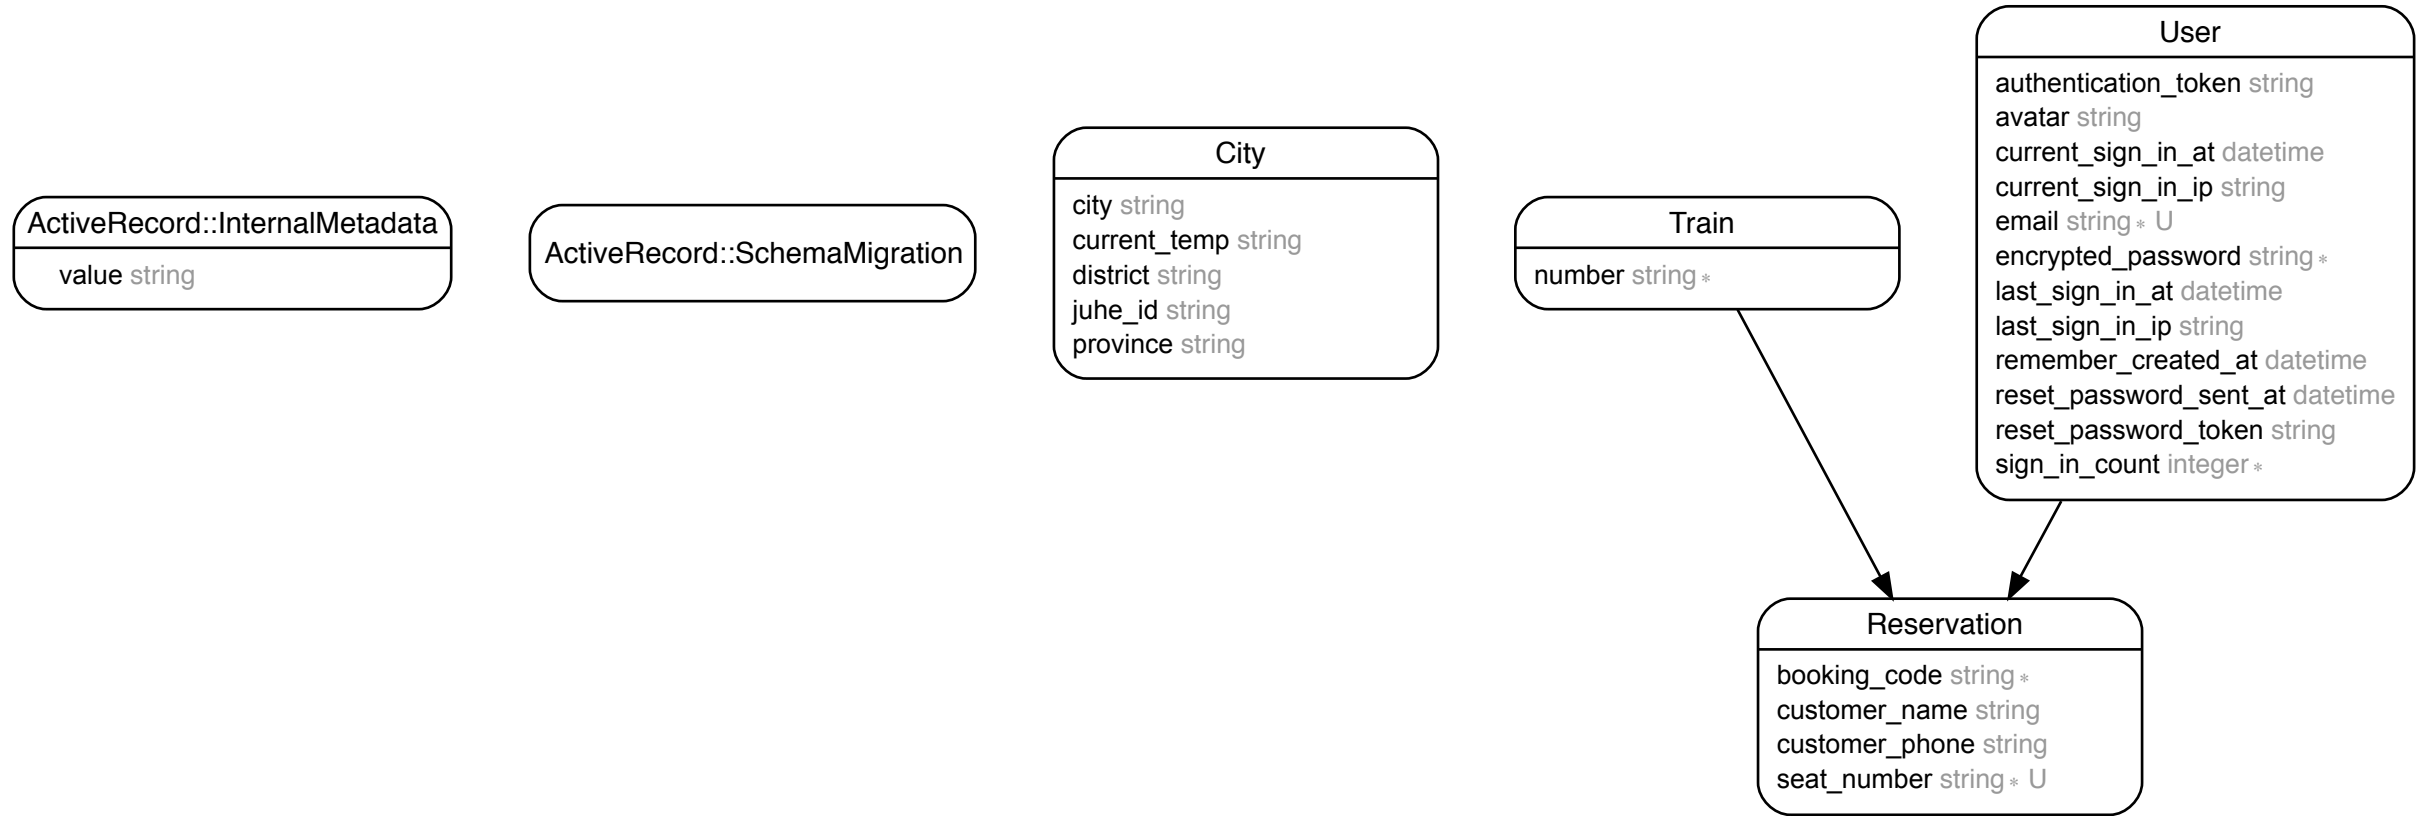 ActiveRecord::InternalMetadata
value string
ActiveRecord::SchemaMigration
City
city string
current_temp string
district string
juhe_id string
province string
Train
number string *
User
authentication_token string
avatar string
current_sign_in_at datetime
current_sign_in_ip string
email string * U
encrypted_password string *
last_sign_in_at datetime
last_sign_in_ip string
remember_created_at datetime
reset_password_sent_at datetime
reset_password_token string
sign_in_count integer *
Reservation
booking_code string *
customer_name string
customer_phone string
seat_number string * U